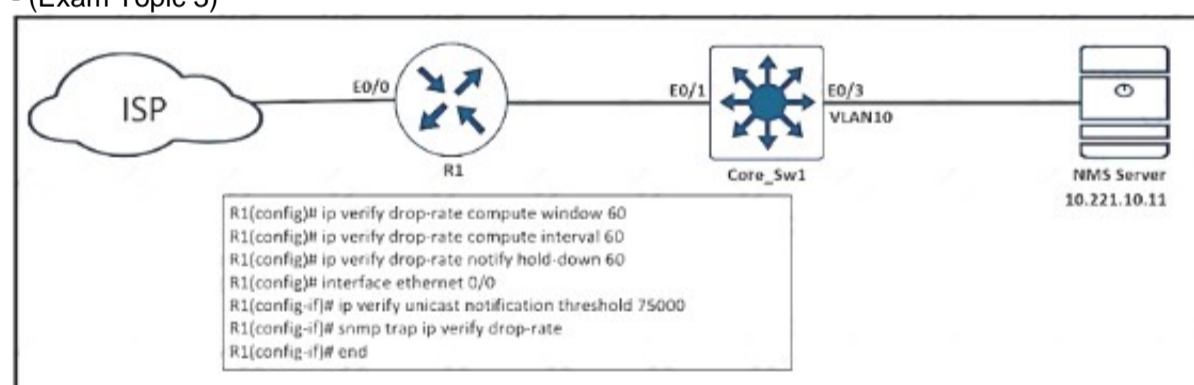 - (Exam Topic 3)
ISP
E0/0
R1
E0/1
Core_Sw1
E0/3
VLAN10
NMS Server
10.221.10.11
R1(config)# ip verify drop-rate compute window 60
R1(config)# ip verify drop-rate compute interval 60
R1(config)# ip verify drop-rate notify hold-down 60
R1(config)# interface ethernet 0/0
R1(config-if)# ip verify unicast notification threshold 75000
R1(config-if)# snmp trap ip verify drop-rate
R1(config-if)# end